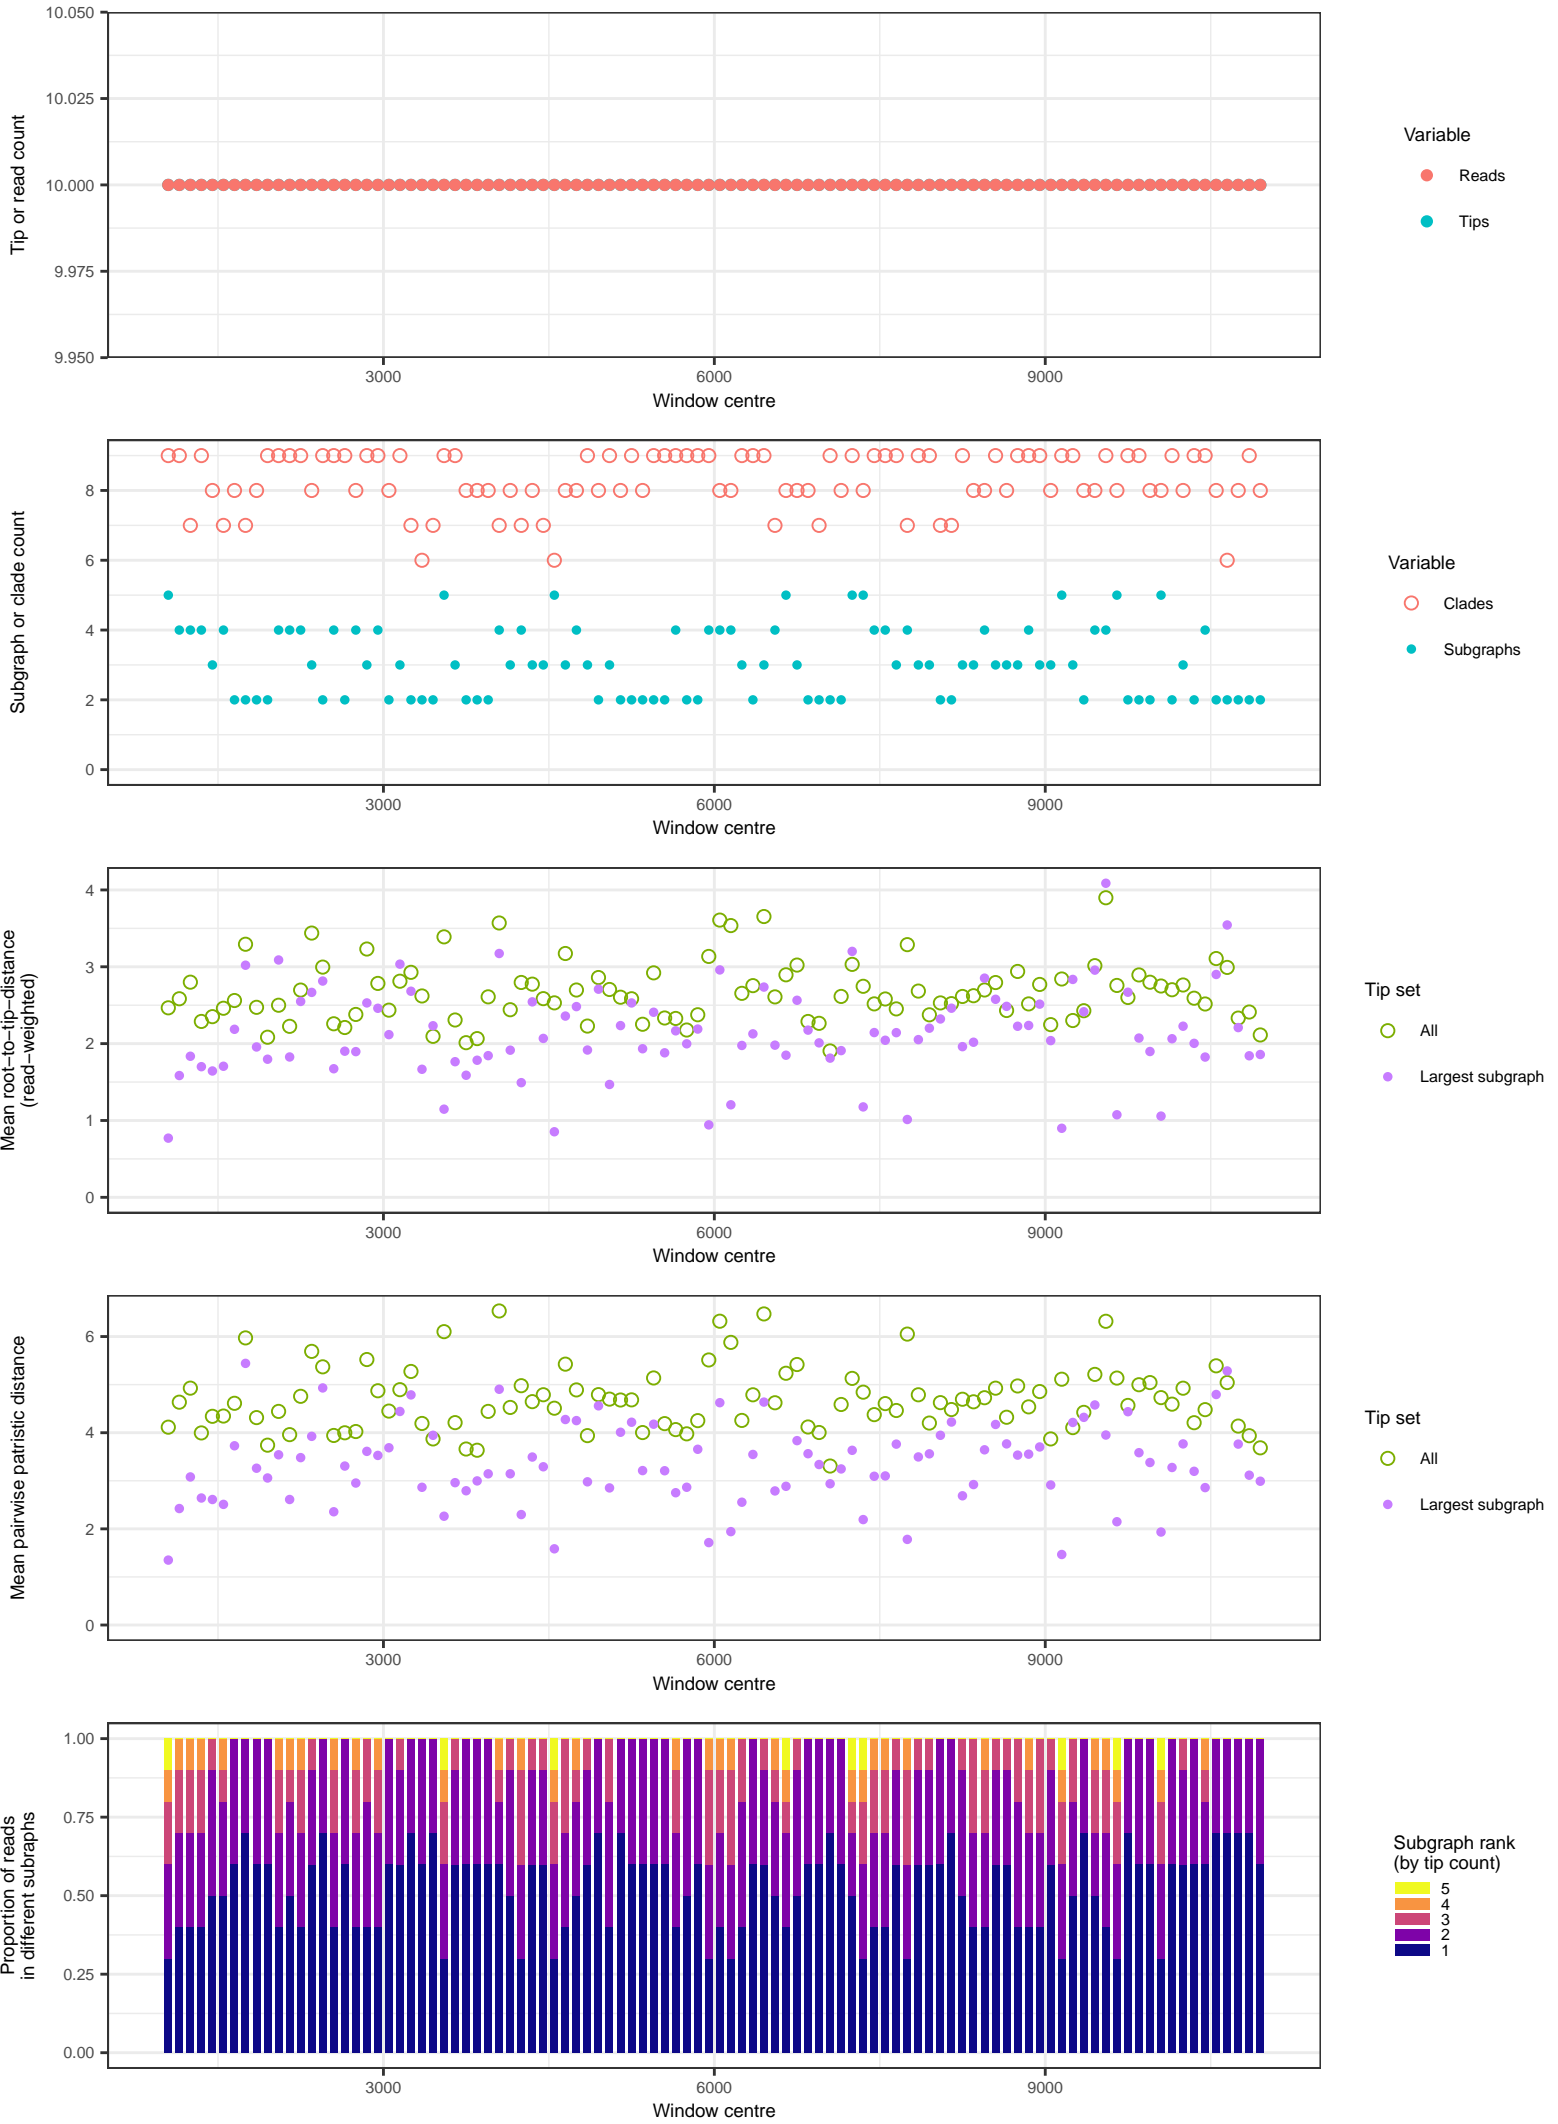 10.050
10.025
10.000
9.975
9.950
Tip or read count
3000
6000
9000
Window centre
Variable
Reads
Tips
8
6
4
2
0
Subgraph or clade count
3000
6000
9000
Window centre
Variable
Clades
Subgraphs
4
3
2
1
0
Mean root−to−tip−distance
(read−weighted)
3000
6000
9000
Window centre
Tip set
All
Largest subgraph
6
4
2
0
Mean pairwise patristic distance
3000
6000
9000
Window centre
Tip set
All
Largest subgraph
1.00
0.75
0.50
0.25
0.00
Proportion of reads
in different subraphs
3000
6000
9000
Window centre
Subgraph rank
(by tip count)
5
4
3
2
1